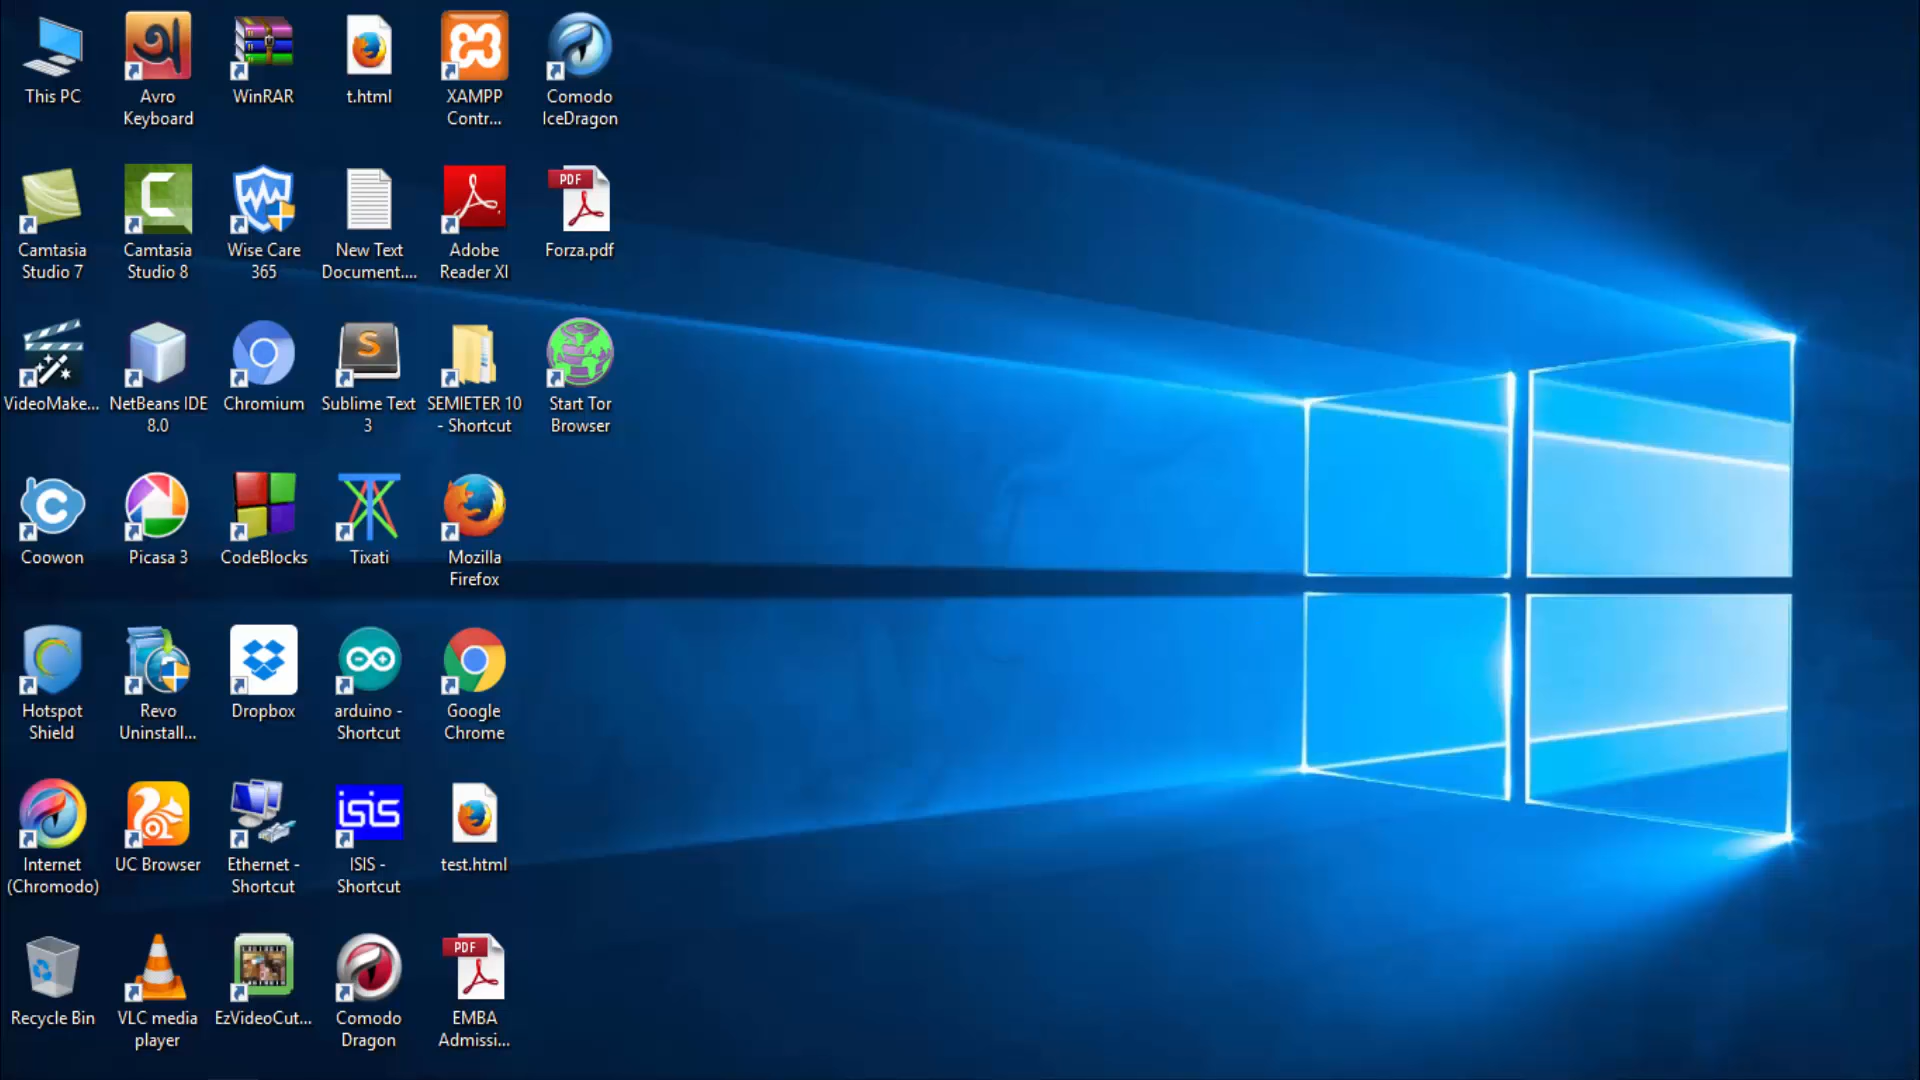 This PC
Avro
Keyboard
WinRAR
t.html
XAMPP
Contr...
Comodo
IceDragon
Camtasia
Studio 7
C
Camtasia
Studio 8
Wise Care
365
New Text
Document....
Adobe
Reader XI
PDF
Forza.pdf
VideoMake...
NetBeans IDE
8.0
Chromium
S
Sublime Text
3
SEMIETER 10
- Shortcut
Start Tor
Browser
C
Coowon
Picasa 3
CodeBlocks
Tixati
Mozilla
Firefox
Hotspot
Shield
Revo
Uninstall...
Dropbox
arduino -
Shortcut
Google
Chrome
Internet
(Chromodo)
UC Browser
Ethernet -
Shortcut
isis
ISIS -
Shortcut
test.html
Recycle Bin
VLC media
player
EzVideoCut...
Comodo
Dragon
PDF
EMBA
Admissi...